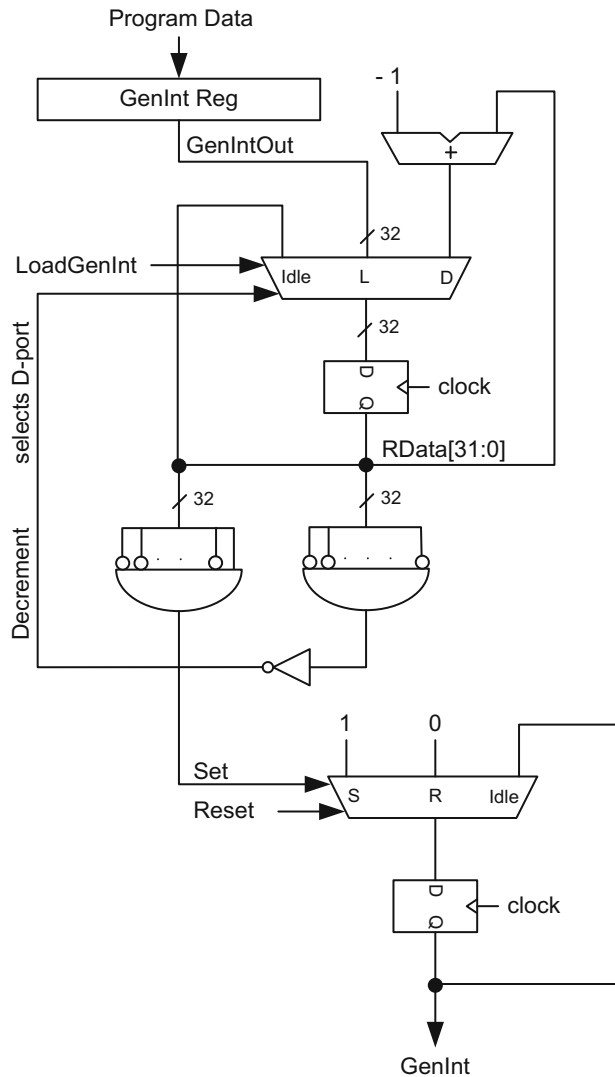 Program Data
GenInt Reg
- 1
GenIntOut
+
32
LoadGenInt
Idle L D
32
selects D-port
D
Q
clock
RData[31:0]
32 32
. . . . .
Decrement
1 0
Set
S R Idle
Reset
D
Q
clock
GenInt